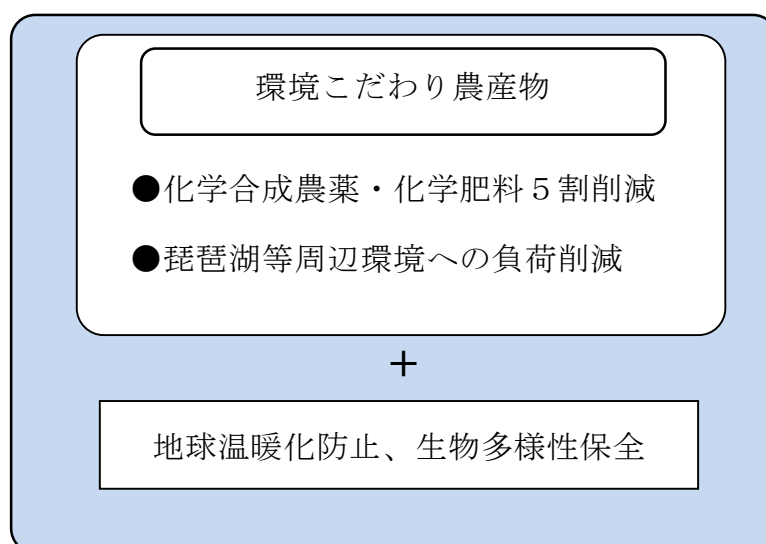 環境こだわり農産物
●化学合成農薬・化学肥料５割削減
●琵琶湖等周辺環境への負荷削減
＋
地球温暖化防止、生物多様性保全